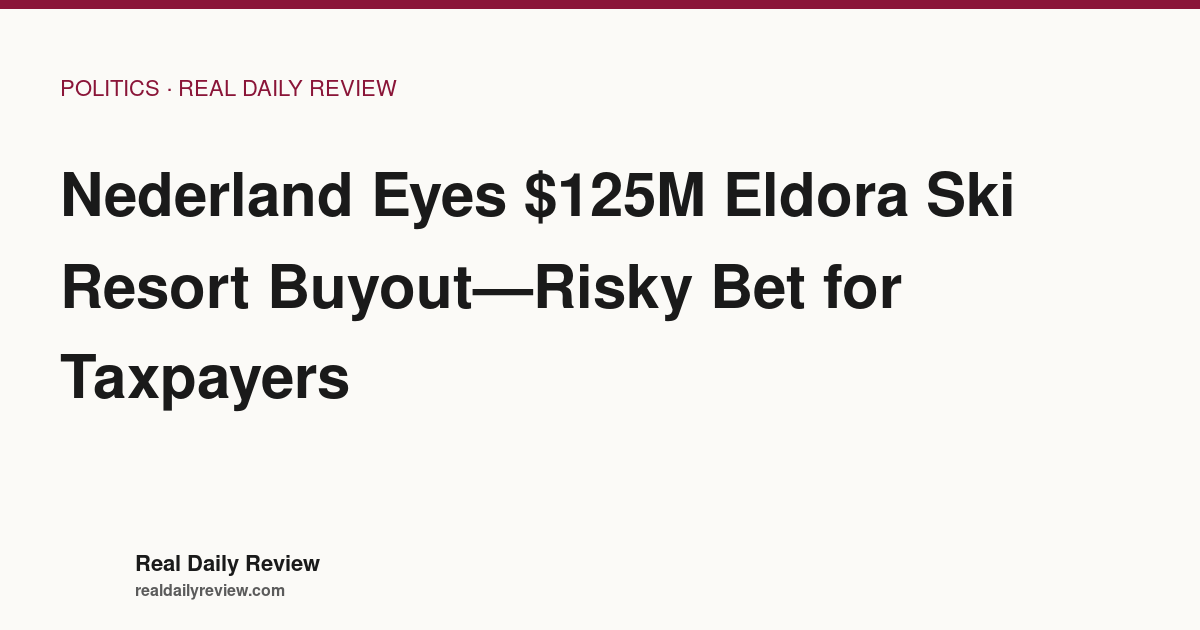 POLITICS · REAL DAILY REVIEW
Nederland Eyes $125M Eldora Ski
Resort Buyout—Risky Bet for
Taxpayers
Real Daily Review
realdailyreview.com